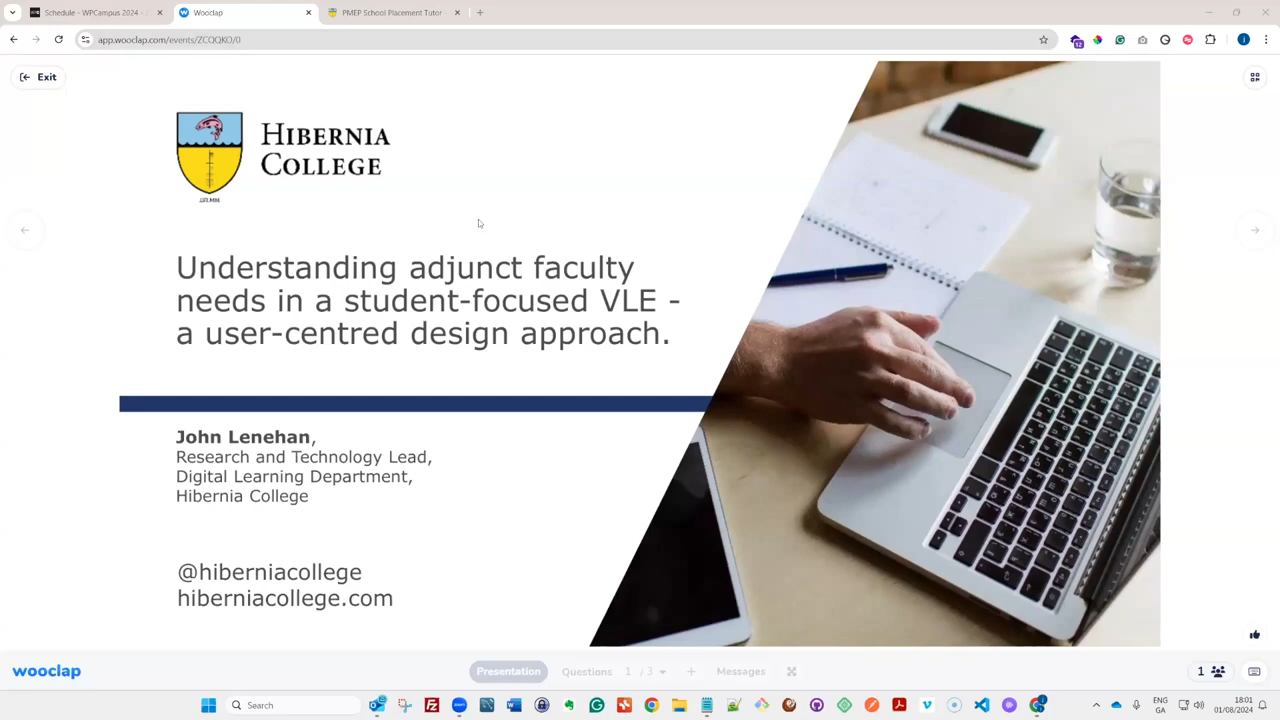 Schedule - WPCampus 2024 -
Wooclap
PMEP School Placement Tutor -
app.wooclap.com/events/ZCQQKO/0
12
Exit
HIBERNIA
COLLEGE
Understanding adjunct faculty
needs in a student-focused VLE -
a user-centred design approach.
John Lenehan,
Research and Technology Lead,
Digital Learning Department,
Hibernia College
@hiberniacollege
hiberniacollege.com
wooclap
Presentation
Questions 1 / 3
Messages
1
Search
ENG
GA
18:01
01/08/2024